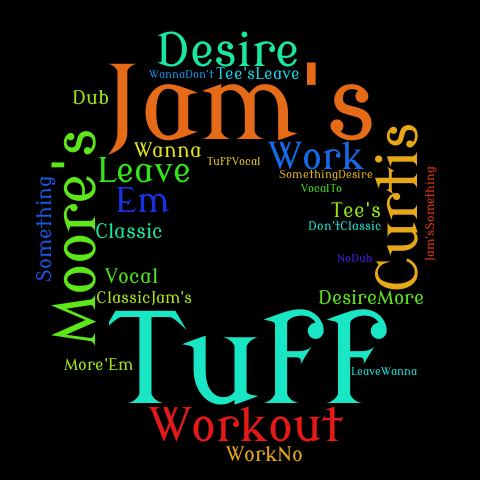 Desire
WannaDon't
Tee'sLeave
Jam's
Dub
Wanna
TuFFVocal
Work
Leave
SomethingDesire
VocalTo
Em
Something
Moore's
Curtis
Jam'sSomething
Tee's
Don'tClassic
Classic
NoDub
Vocal
ClassicJam's
DesireMore
Tuff
More'Em
LeaveWanna
Workout
WorkNo